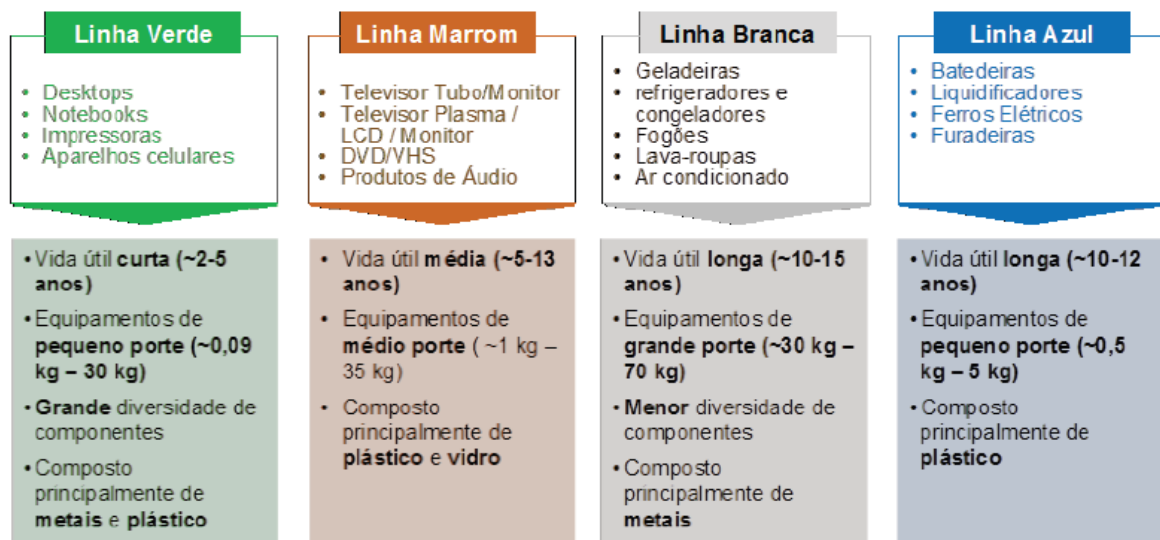 Linha Verde
• Desktops
• Notebooks
• Impressoras
• Aparelhos celulares
• Vida útil curta (~2-5
anos)
• Equipamentos de
pequeno porte (~0,09
kg – 30 kg)
• Grande diversidade de
componentes
• Composto
principalmente de
metais e plástico
Linha Marrom
• Televisor Tubo/Monitor
• Televisor Plasma /
LCD / Monitor
• DVD/VHS
• Produtos de Áudio
• Vida útil média (~5-13
anos)
• Equipamentos de
médio porte ( ~1 kg –
35 kg)
• Composto
principalmente de
plástico e vidro
Linha Branca
• Geladeiras
• refrigeradores e
congeladores
• Fogões
• Lava-roupas
• Ar condicionado
• Vida útil longa (~10-15
anos)
• Equipamentos de
grande porte (~30 kg –
70 kg)
• Menor diversidade de
componentes
• Composto
principalmente de
metais
Linha Azul
• Batedeiras
• Liquidificadores
• Ferros Elétricos
• Furadeiras
• Vida útil longa (~10-12
anos)
• Equipamentos de
pequeno porte (~0,5
kg – 5 kg)
• Composto
principalmente de
plástico